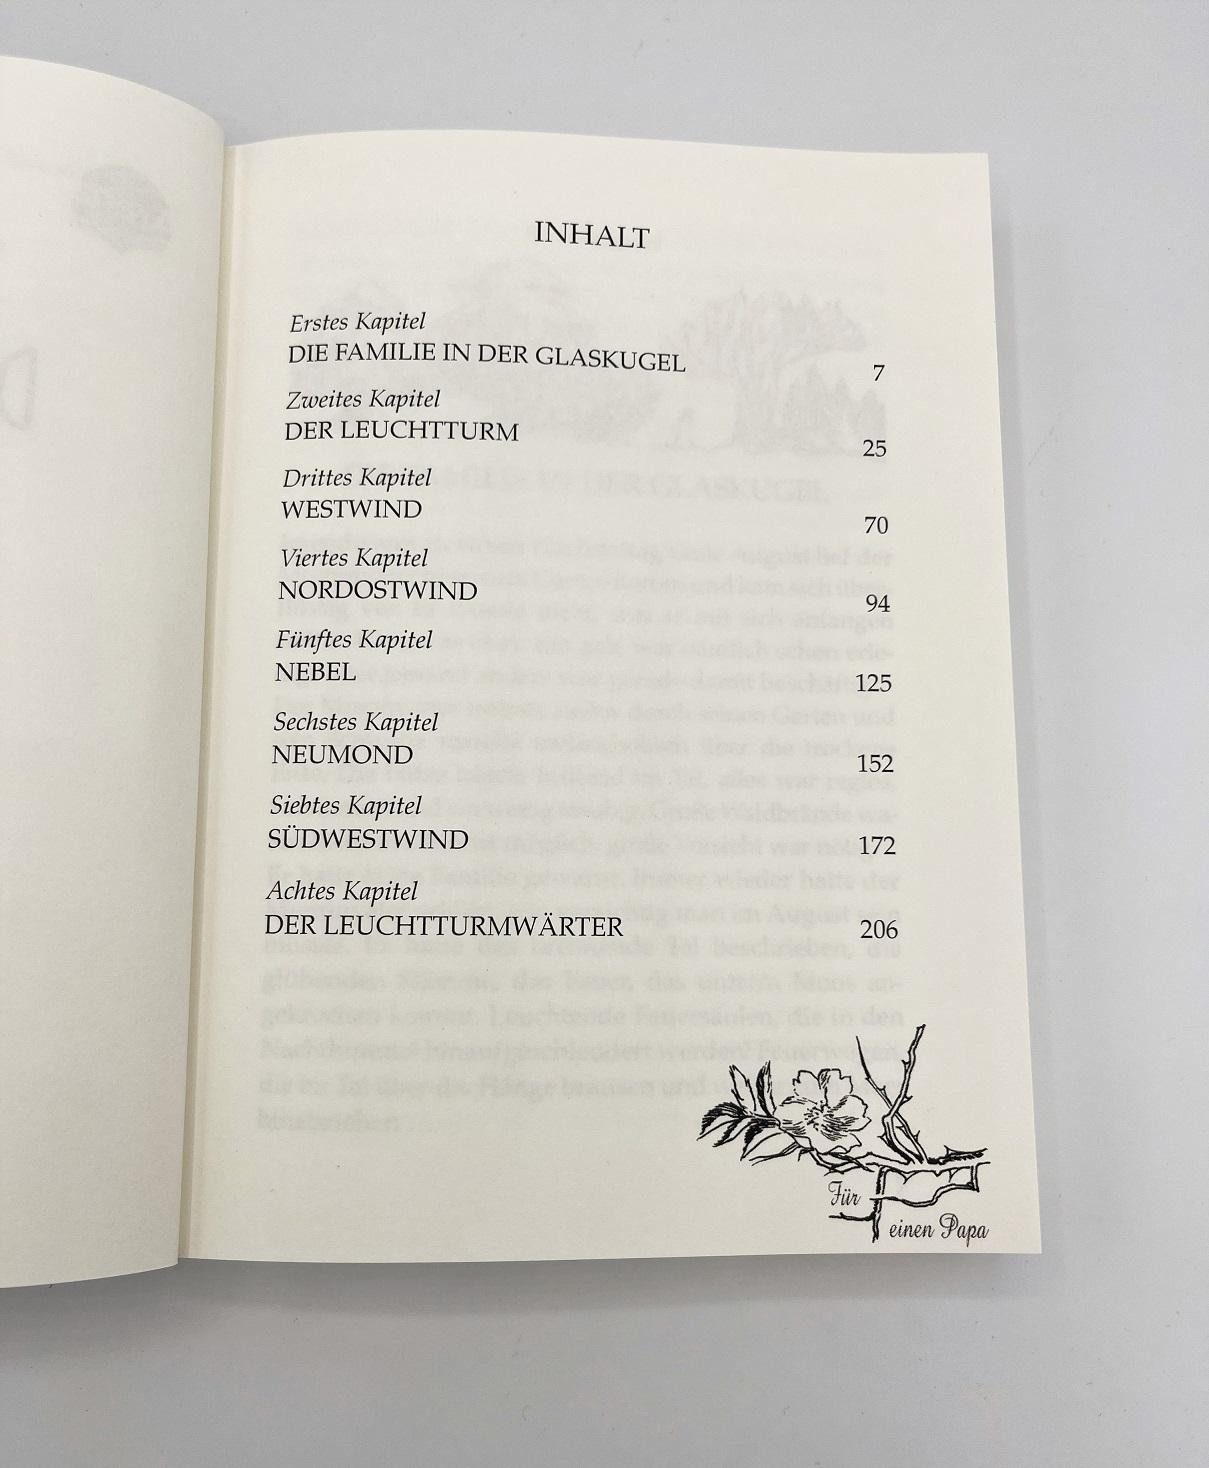 INHALT
Erstes Kapitel
DIE FAMILIE IN DER GLASKUGEL 7
Zweites Kapitel
DER LEUCHTTURM 25
Drittes Kapitel
WESTWIND 70
Viertes Kapitel
NORDOSTWIND 94
Fünftes Kapitel
NEBEL 125
Sechstes Kapitel
NEUMOND 152
Siebtes Kapitel
SÜDWESTWIND 172
Achtes Kapitel
DER LEUCHTTURMWÄRTER 206
Für
einen Papa